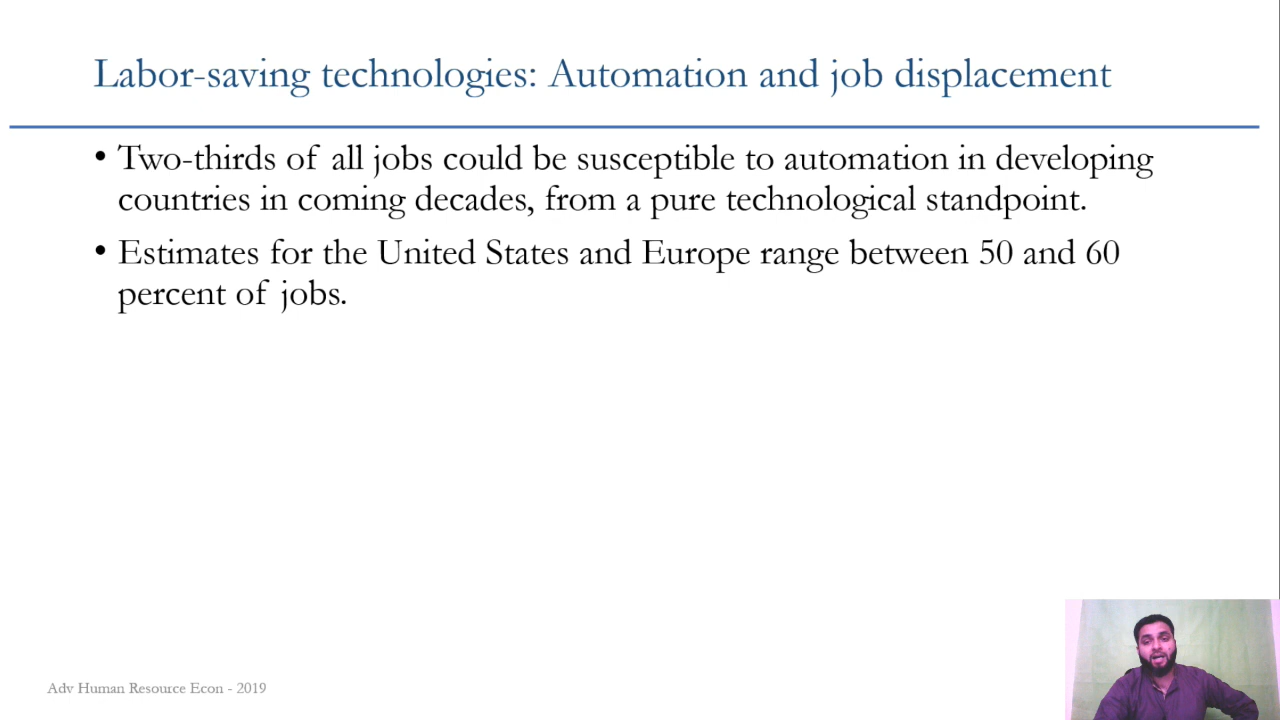 Labor-saving technologies: Automation and job displacement
• Two-thirds of all jobs could be susceptible to automation in developing
countries in coming decades, from a pure technological standpoint.
• Estimates for the United States and Europe range between 50 and 60
percent of jobs.
Adv Human Resource Econ - 2019